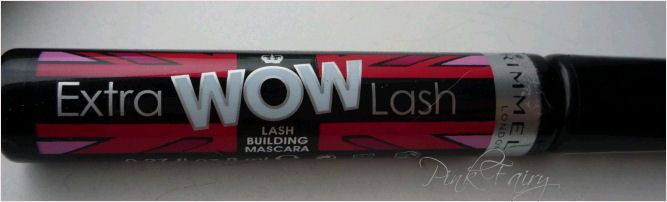 Extra WOW Lash
LASH
BUILDING
MASCARA
RIMMEL
LONDON
Pink Fairy